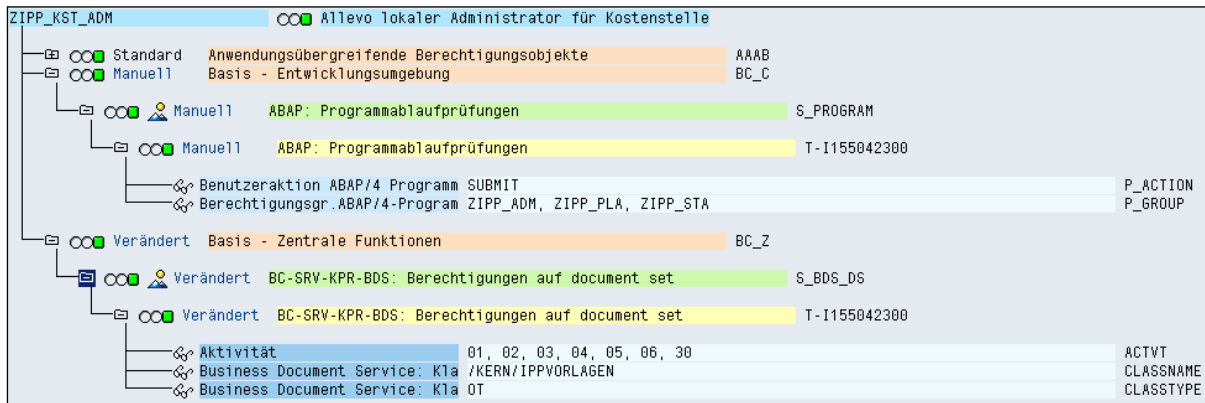 ZIPP_KST_ADM Allevo lokaler Administrator für Kostenstelle
Standard Anwendungsübergreifende Berechtigungsobjekte AAAB
Manuell Basis - Entwicklungsumgebung BC_C
Manuell ABAP: Programmablaufprüfungen S_PROGRAM
Manuell ABAP: Programmablaufprüfungen T-I155042300
Benutzeraktion ABAP/4 Programm SUBMIT P_ACTION
Berechtigungsgr.ABAP/4-Program ZIPP_ADM, ZIPP_PLA, ZIPP_STA P_GROUP
Verändert Basis - Zentrale Funktionen BC_Z
Verändert BC-SRV-KPR-BDS: Berechtigungen auf document set S_BDS_DS
Verändert BC-SRV-KPR-BDS: Berechtigungen auf document set T-I155042300
Aktivität 01, 02, 03, 04, 05, 06, 30 ACTVT
Business Document Service: Kla /KERN/IPPVORLAGEN CLASSNAME
Business Document Service: Kla OT CLASSTYPE